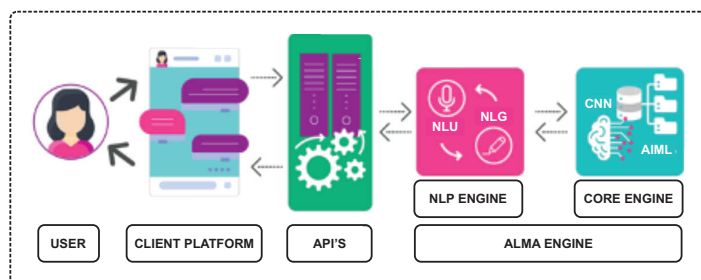 CNN
NLU
NLG
AIML
NLP ENGINE
CORE ENGINE
USER
CLIENT PLATFORM
API'S
ALMA ENGINE